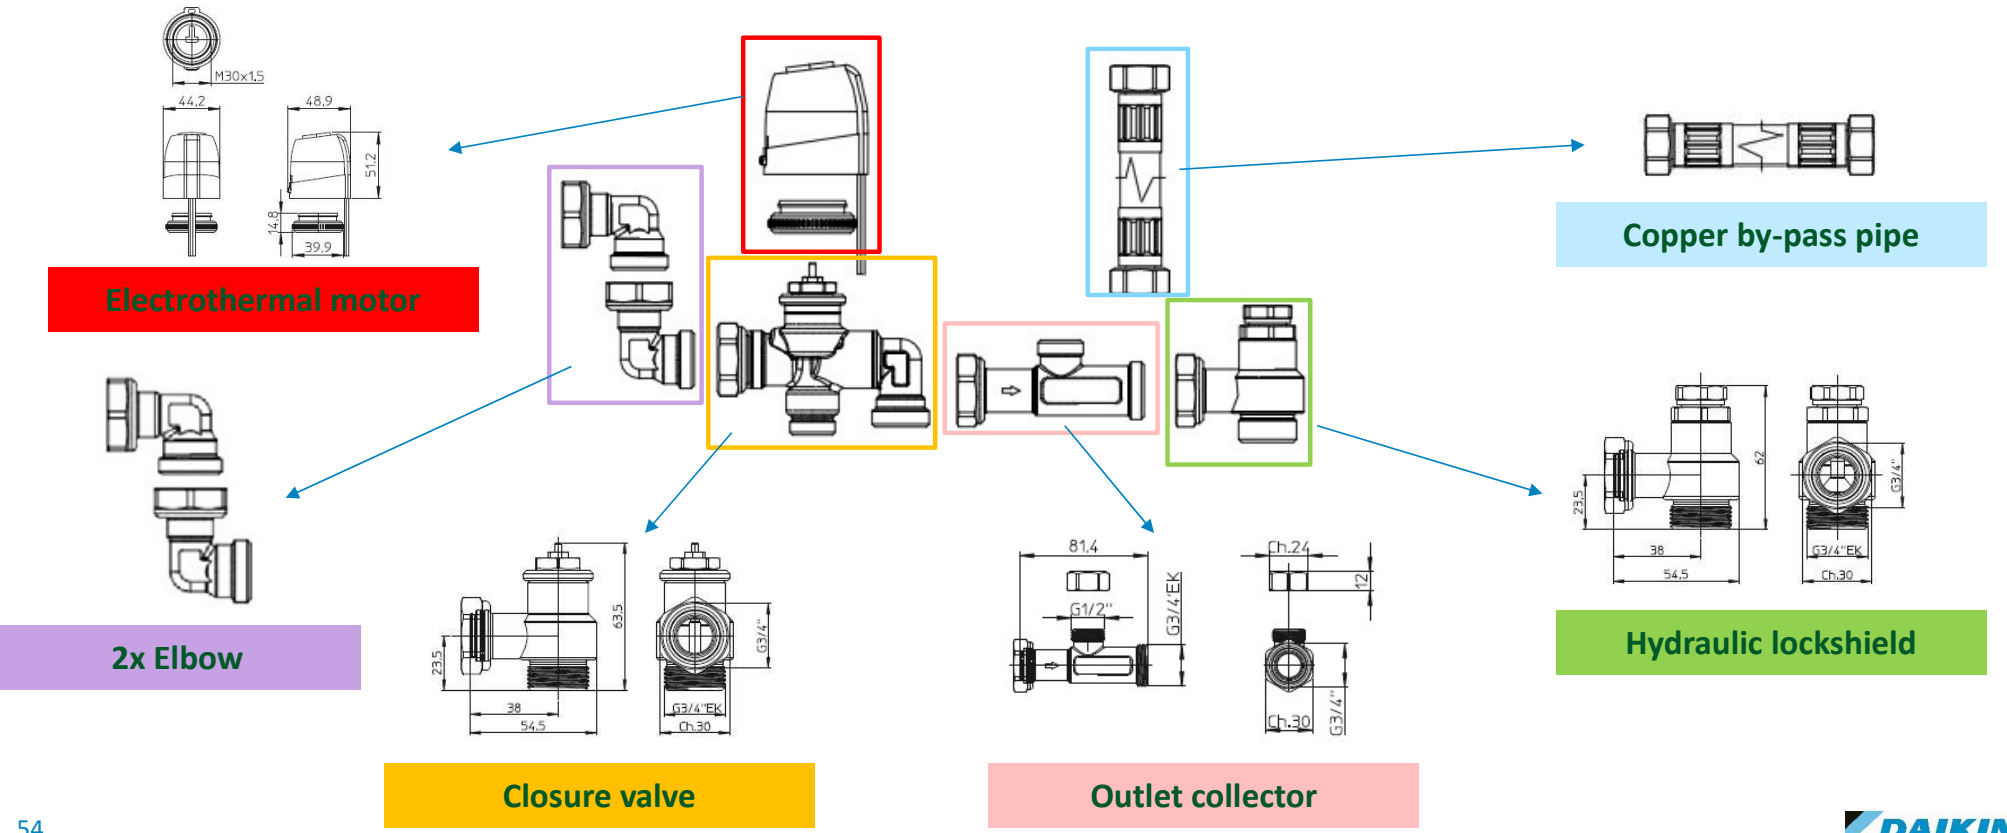 M30x1.5
44,2
48,9
51,2
14,8
39,9
Electrothermal motor
Copper by-pass pipe
2x Elbow
63,5
23,5
38
54,5
G3/4"
G3/4"EK
Ch.30
Closure valve
81,4
G1/2"
G3/4"EK
Ch.24
12
G3/4"
Ch.30
Outlet collector
62
23,5
38
54,5
G3/4"
G3/4"EK
Ch.30
Hydraulic lockshield
54
DAIKIN